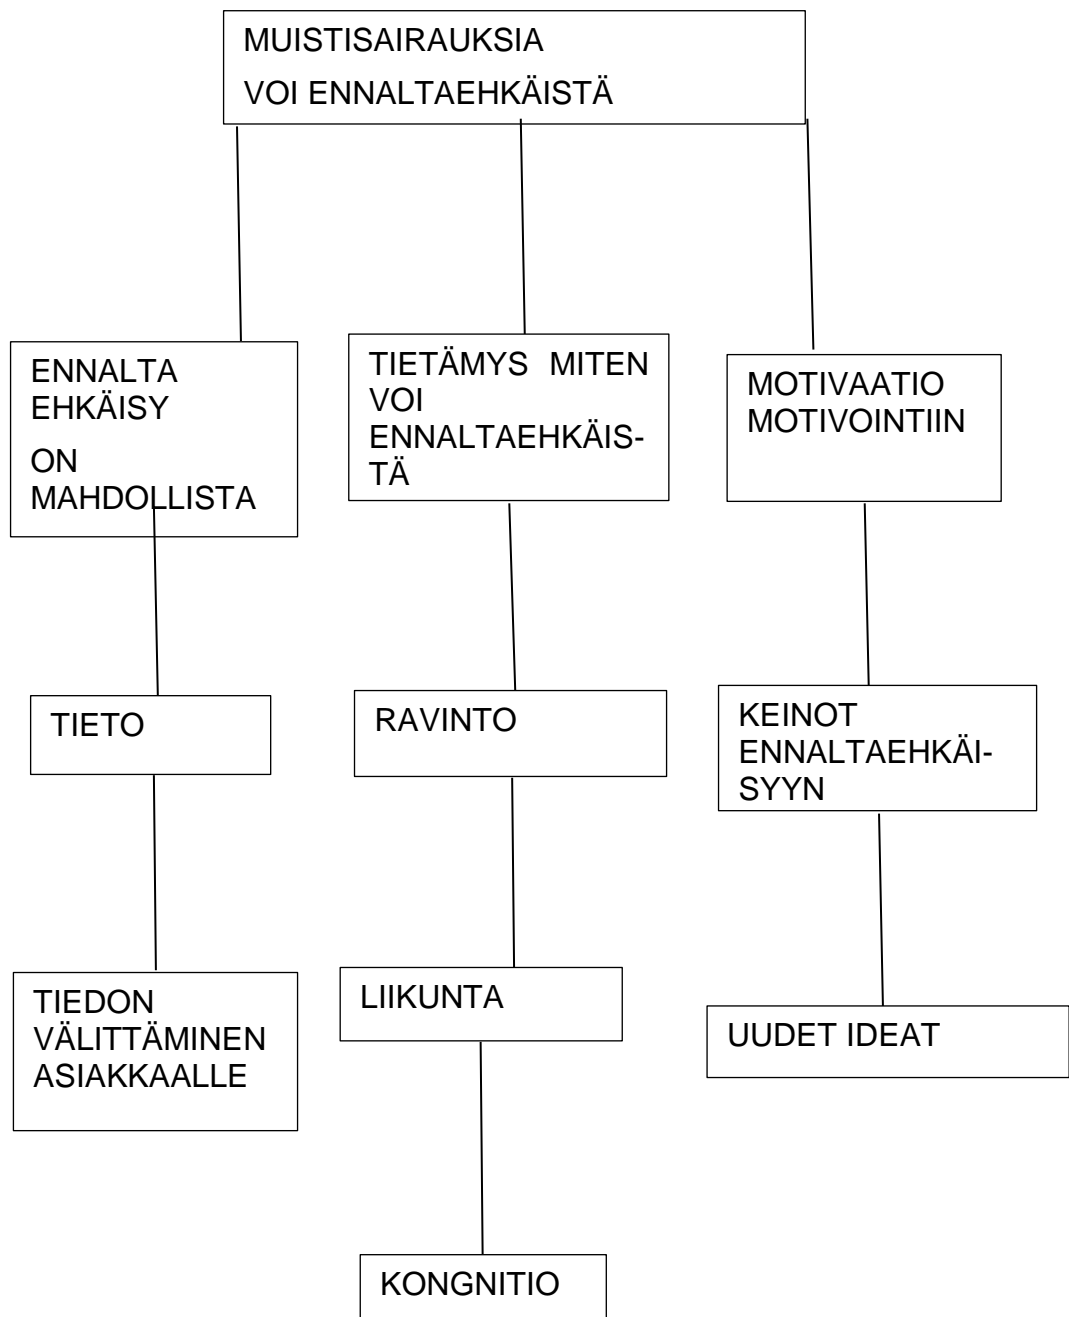 MUISTISAIRAUKSIA
VOI ENNALTAEHKÄISTÄ
ENNALTA
EHKÄISY
ON
MAHDOLLISTA
TIETÄMYS MITEN
VOI
ENNALTAEHKÄIS-
TÄ
MOTIVAATIO
MOTIVOINTIIN
TIETO
RAVINTO
KEINOT
ENNALTAEHKÄI-
SYYN
TIEDON
VÄLITTÄMINEN
ASIAKKAALLE
LIIKUNTA
UUDET IDEAT
KONGNITIO